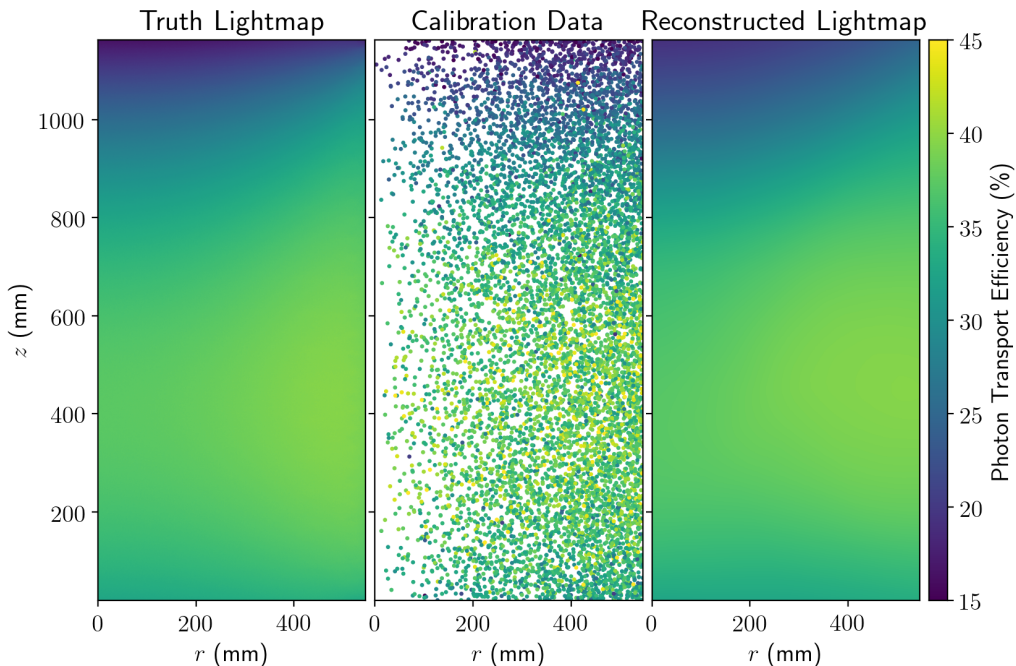 Truth Lightmap
Calibration Data
Reconstructed Lightmap
z (mm)
1000
800
600
400
200
0
200
400
r (mm)
0
200
400
r (mm)
0
200
400
r (mm)
45
40
35
30
25
20
15
Photon Transport Efficiency (%)